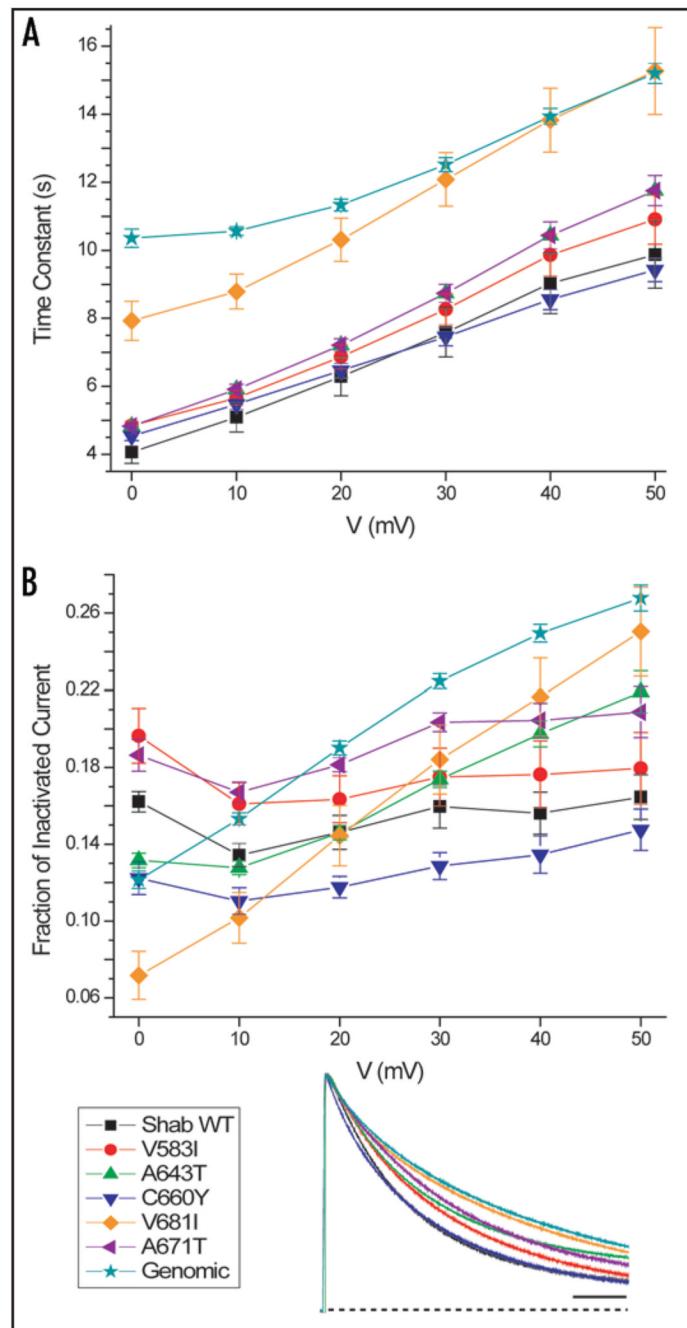 A
16
14
12
10
8
6
4
Time Constant (s)
0 10 20 30 40 50
V (mV)
B
0.26
0.22
0.18
0.14
0.10
0.06
Fraction of Inactivated Current
0 10 20 30 40 50
V (mV)
Shab WT
V583I
A643T
C660Y
V681I
A671T
Genomic